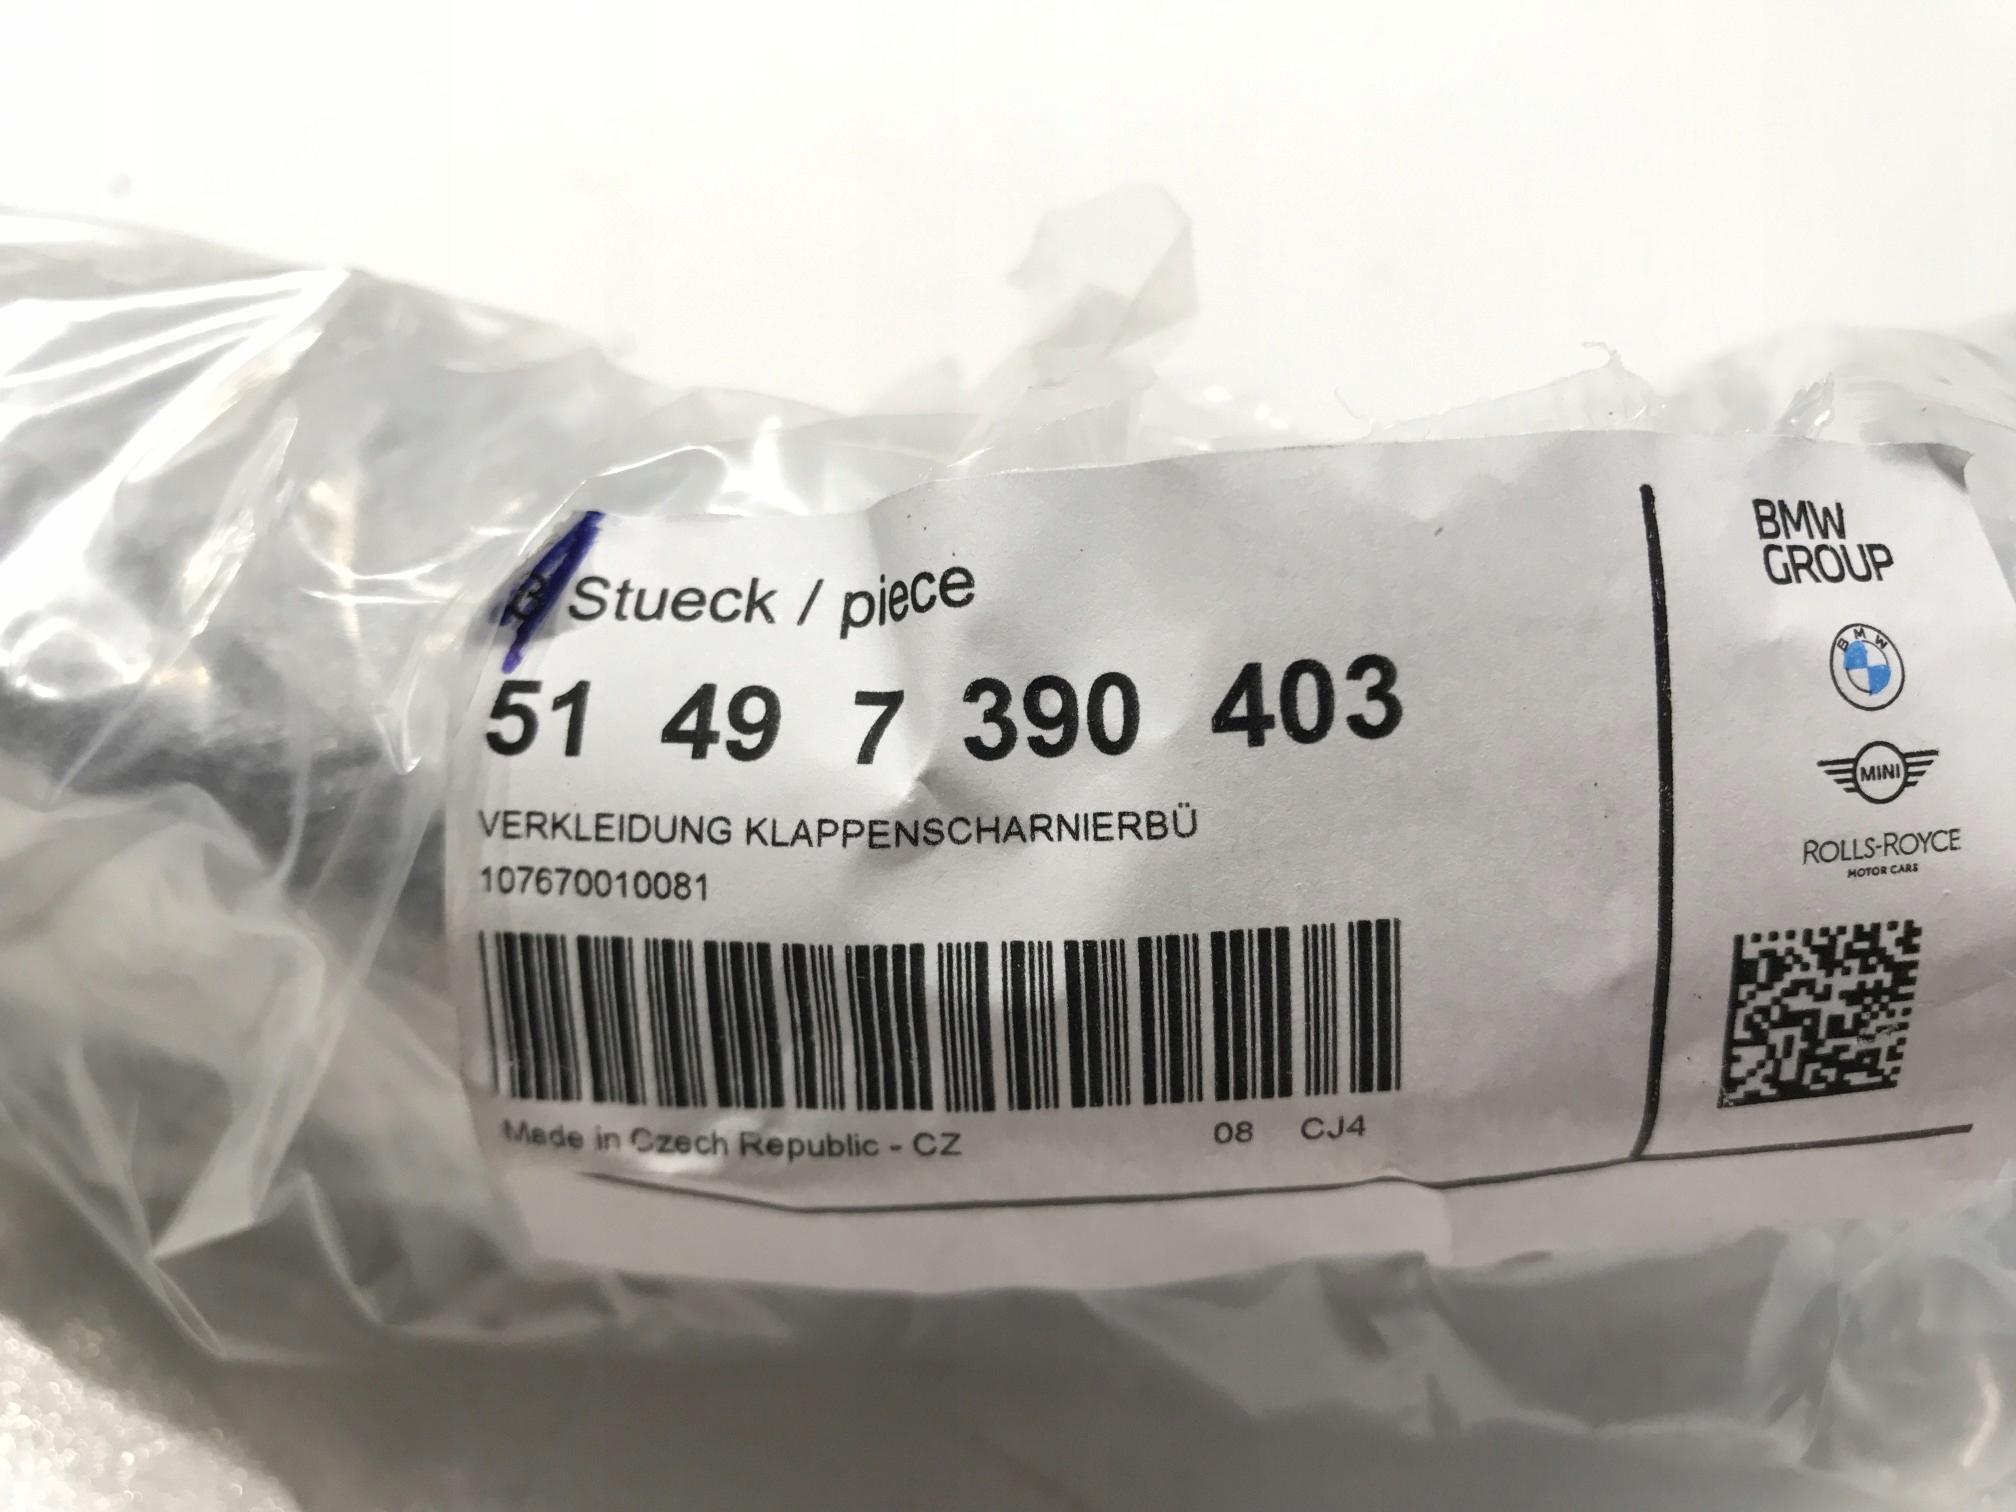 Stueck / piece
51 49 7 390 403
VERKLEIDUNG KLAPPENSCHARNIERBÜ
107670010081
Made in Czech Republic - CZ 08 CJ4
BMW
GROUP
BMW
MINI
ROLLS-ROYCE
MOTOR CARS